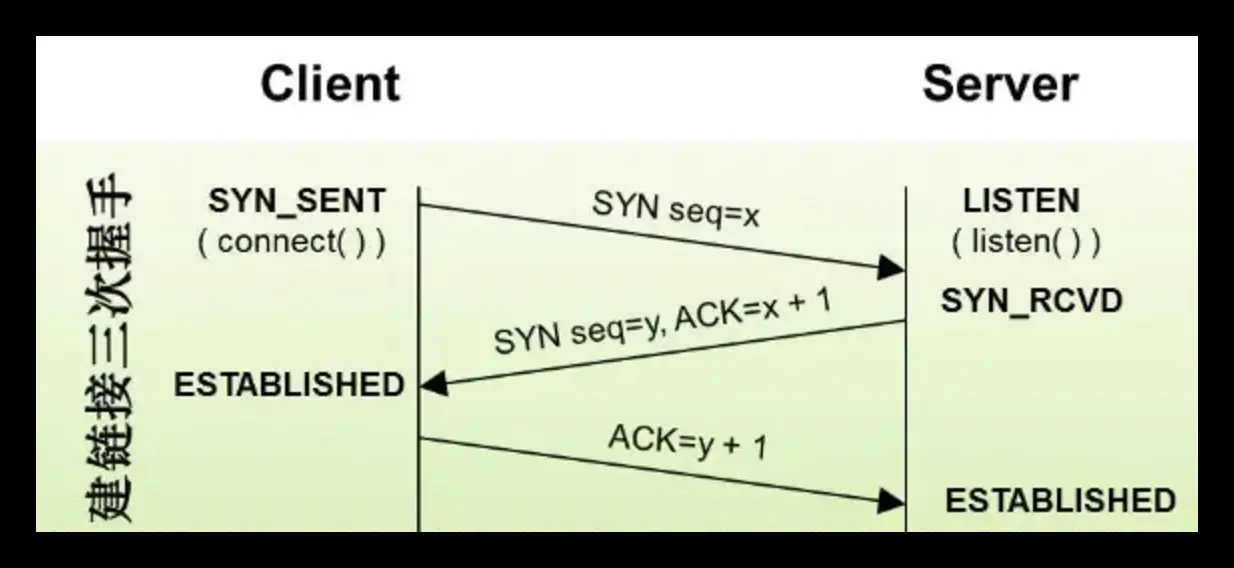 Client
Server
建链接三次握手
SYN_SENT
( connect( ) )
SYN seq=x
LISTEN
( listen( ) )
SYN_RCVD
SYN seq=y, ACK=x + 1
ESTABLISHED
ACK=y + 1
ESTABLISHED